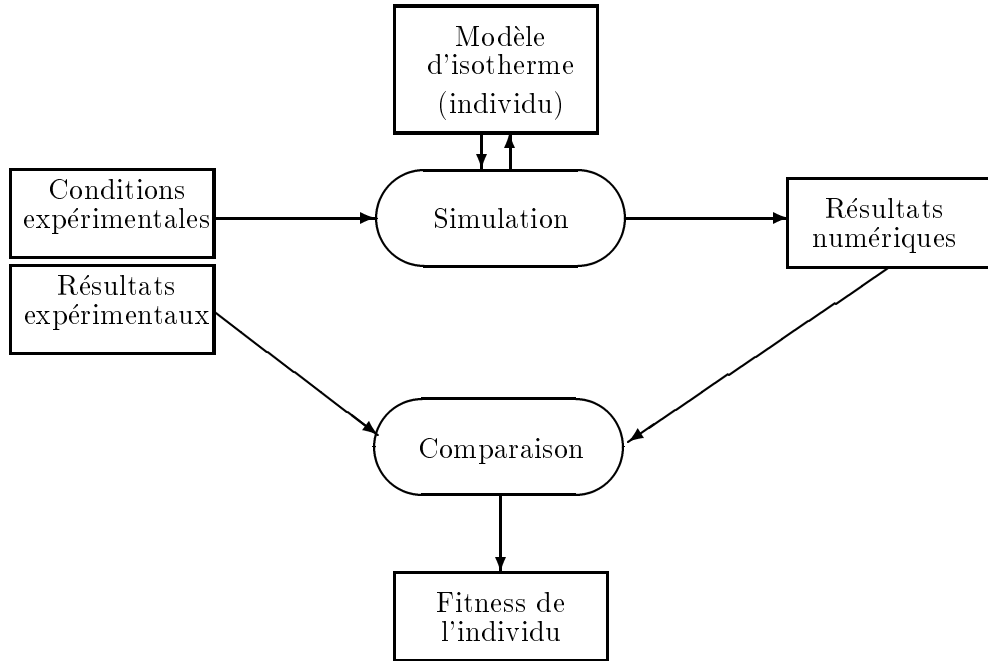 Modèle
d'isotherme
(individu)
Conditions
expérimentales
Simulation
Résultats
numériques
Résultats
expérimentaux
Comparaison
Fitness de
l'individu